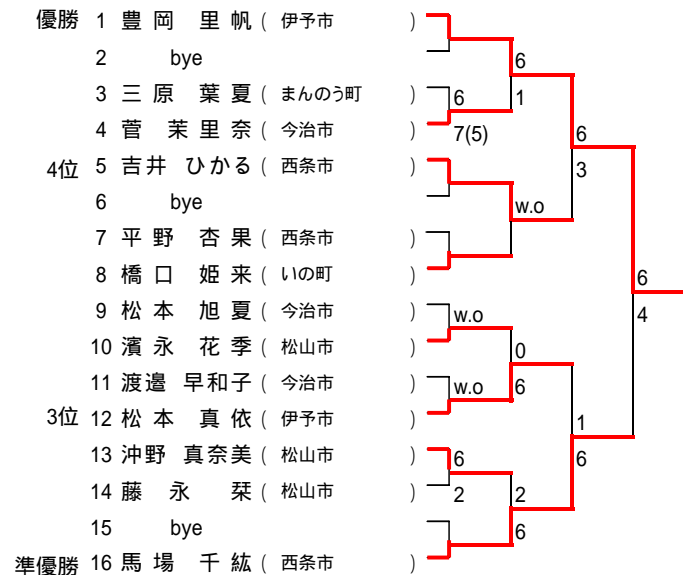 優勝 1 豊岡 里帆 ( 伊予市 )
2 bye
6
3 三原 葉夏 ( まんのう町 ) 6 1
4 菅 茉里奈 ( 今治市 ) 7(5) 6
4位 5 吉井 ひかる ( 西条市 ) 3
6 bye w.o
7 平野 杏果 ( 西条市 )
8 橋口 姫来 ( いの町 ) 6
9 松本 旭夏 ( 今治市 ) w.o 4
10 濱永 花季 ( 松山市 ) 0
11 渡邉 早和子 ( 今治市 ) w.o 6
3位 12 松本 真依 ( 伊予市 ) 1
13 沖野 真奈美 ( 松山市 ) 6 6
14 藤永 栞 ( 松山市 ) 2 2
15 bye 6
準優勝 16 馬場 千紘 ( 西条市 )